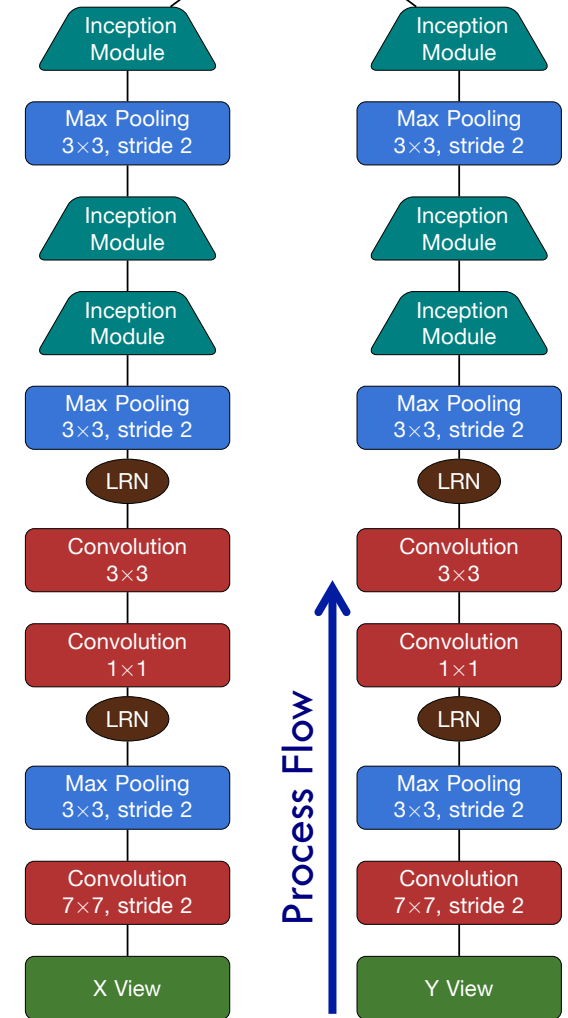 Inception
Module
Max Pooling
3×3, stride 2
Inception
Module
Inception
Module
Max Pooling
3×3, stride 2
LRN
Convolution
3×3
Convolution
1×1
LRN
Max Pooling
3×3, stride 2
Convolution
7×7, stride 2
X View
Process Flow
Inception
Module
Max Pooling
3×3, stride 2
Inception
Module
Inception
Module
Max Pooling
3×3, stride 2
LRN
Convolution
3×3
Convolution
1×1
LRN
Max Pooling
3×3, stride 2
Convolution
7×7, stride 2
Y View